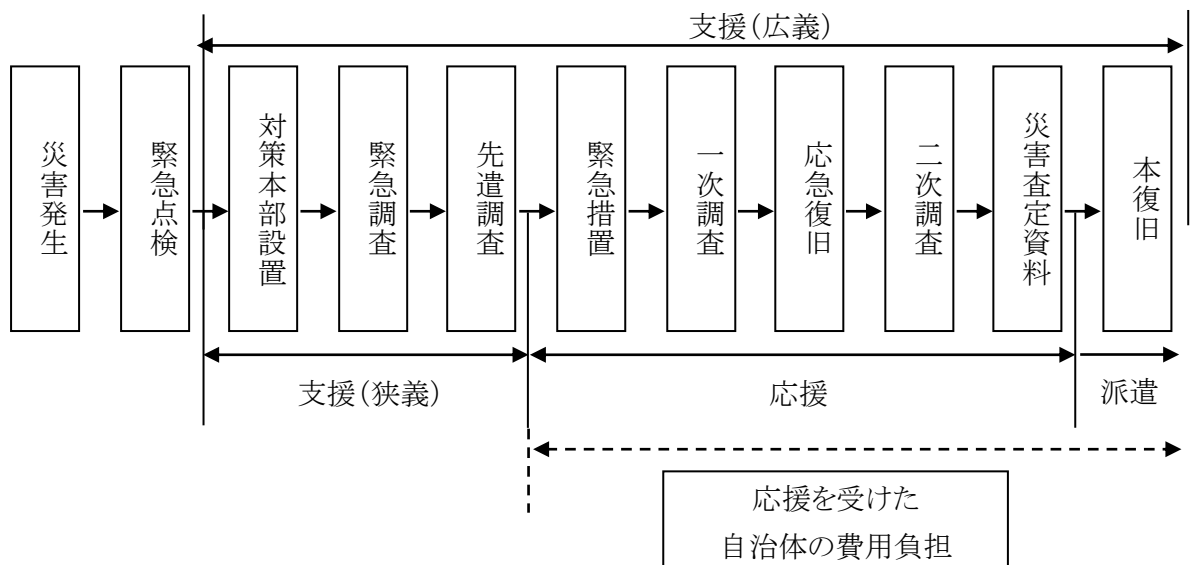 支援（広義）
災害発生
緊急点検
対策本部設置
緊急調査
先遣調査
緊急措置
一次調査
応急復旧
二次調査
災害査定資料
本復旧
支援（狭義）
応援
派遣
応援を受けた
自治体の費用負担